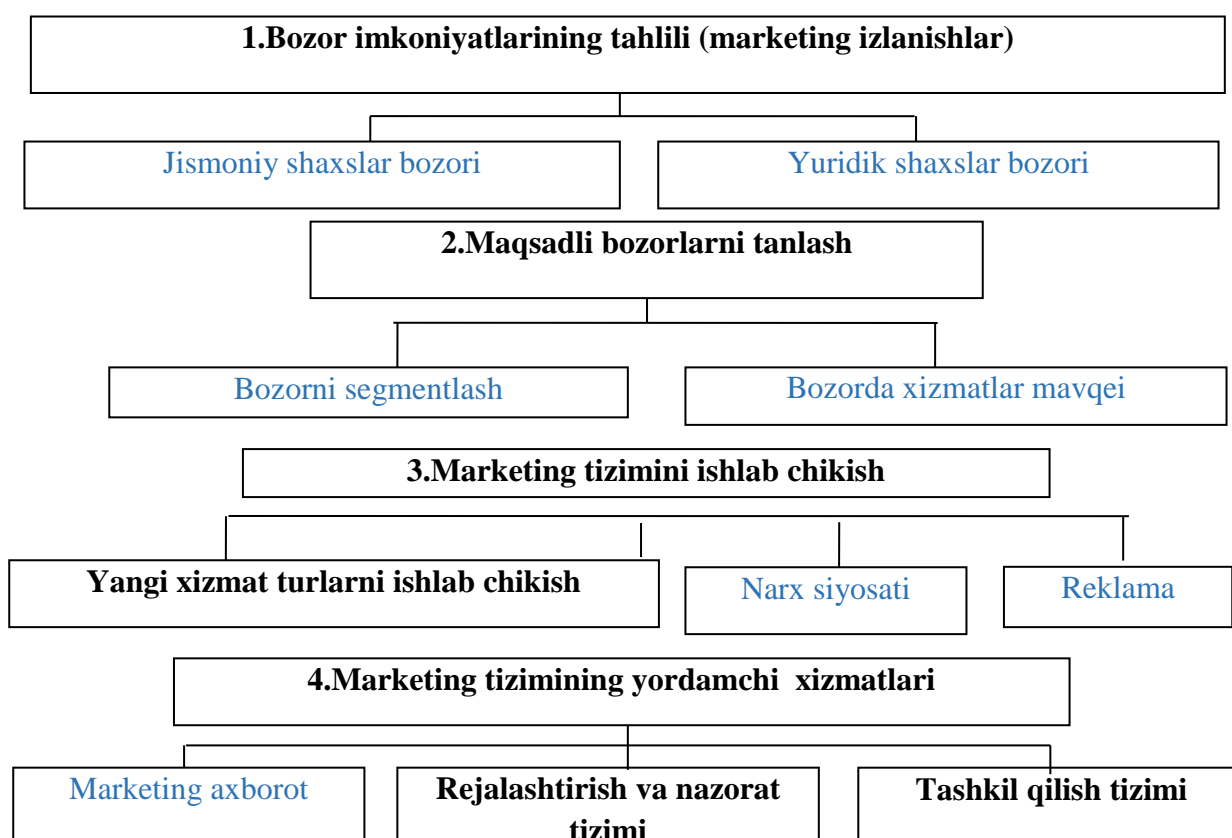 1.Bozor imkoniyatlarining tahlili (marketing izlanishlar)
Jismoniy shaxslar bozori
Yuridik shaxslar bozori
2.Maqsadli bozorlarni tanlash
Bozorni segmentlash
Bozorda xizmatlar mavqei
3.Marketing tizimini ishlab chikish
Yangi xizmat turlarni ishlab chikish
Narx siyosati
Reklama
4.Marketing tizimining yordamchi xizmatlari
Marketing axborot
Rejalashtirish va nazorat
tizimi
Tashkil qilish tizimi